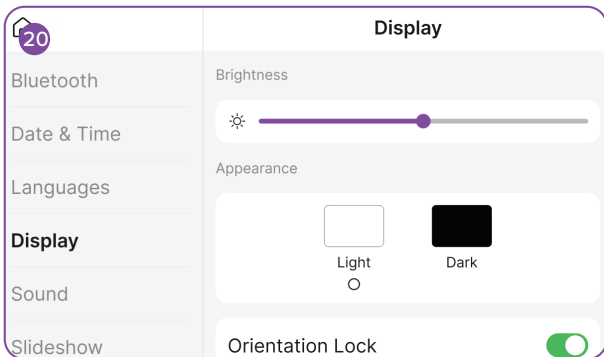 20
Display
Bluetooth
Date & Time
Languages
Display
Sound
Slideshow
Brightness
Appearance
Light
Dark
Orientation Lock